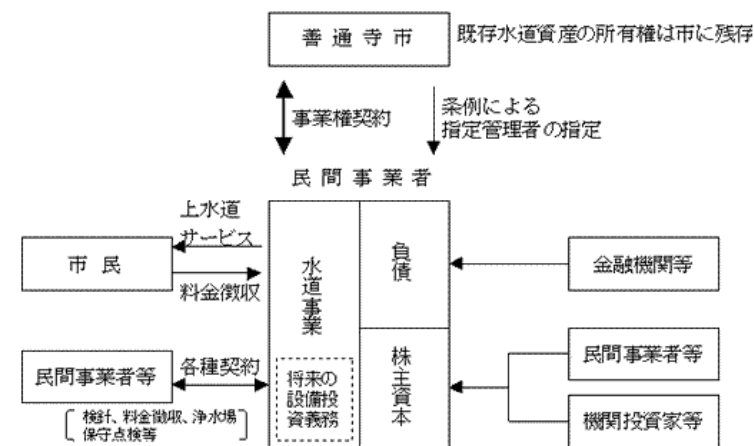 善通寺市
既存水道資産の所有権は市に残存
事業権契約
条例による
指定管理者の指定
民間事業者
上水道
サービス
市民
料金徴収
水道事業
負債
金融機関等
民間事業者等
各種契約
検針、料金徴収、浄水場
保守点検等
将来の
設備投
資義務
株主資本
民間事業者等
機関投資家等